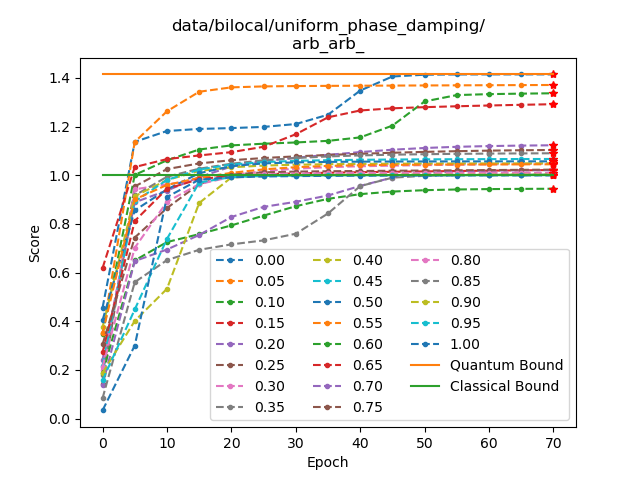 data/bilocal/uniform_phase_damping/
arb_arb_
Score
1.4
1.2
1.0
0.8
0.6
0.4
0.2
0.0
0.00 0.40 0.80
0.05 0.45 0.85
0.10 0.50 0.90
0.15 0.55 0.95
0.20 0.60 1.00
0.25 0.65 Quantum Bound
0.30 0.70 Classical Bound
0.35 0.75
0 10 20 30 40 50 60 70
Epoch